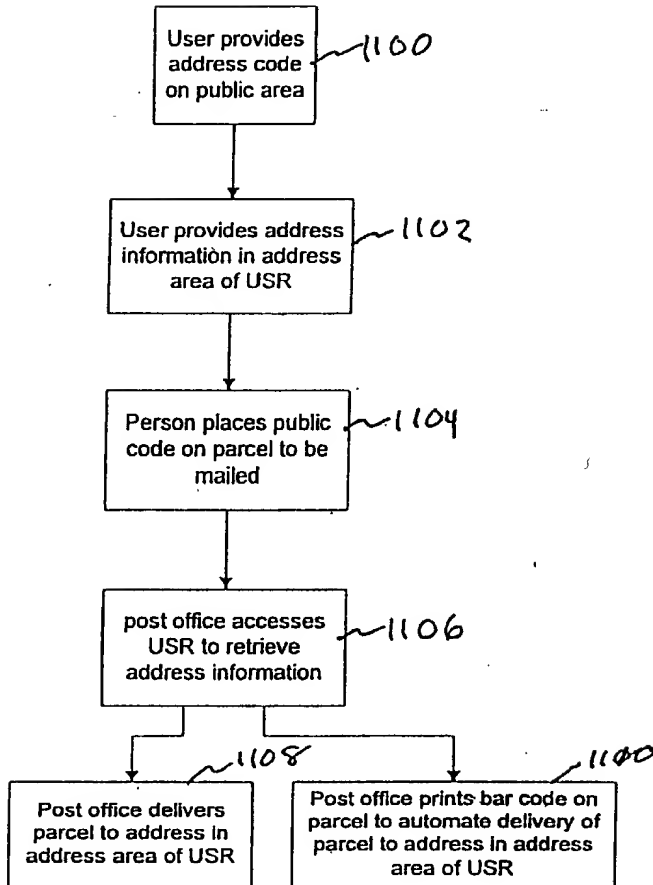 User provides
address code
on public area
1100
User provides address
information in address
area of USR
1102
Person places public
code on parcel to be
mailed
1104
post office accesses
USR to retrieve
address information
1106
Post office delivers
parcel to address in
address area of USR
1108
Post office prints bar code on
parcel to automate delivery of
parcel to address in address
area of USR
1100